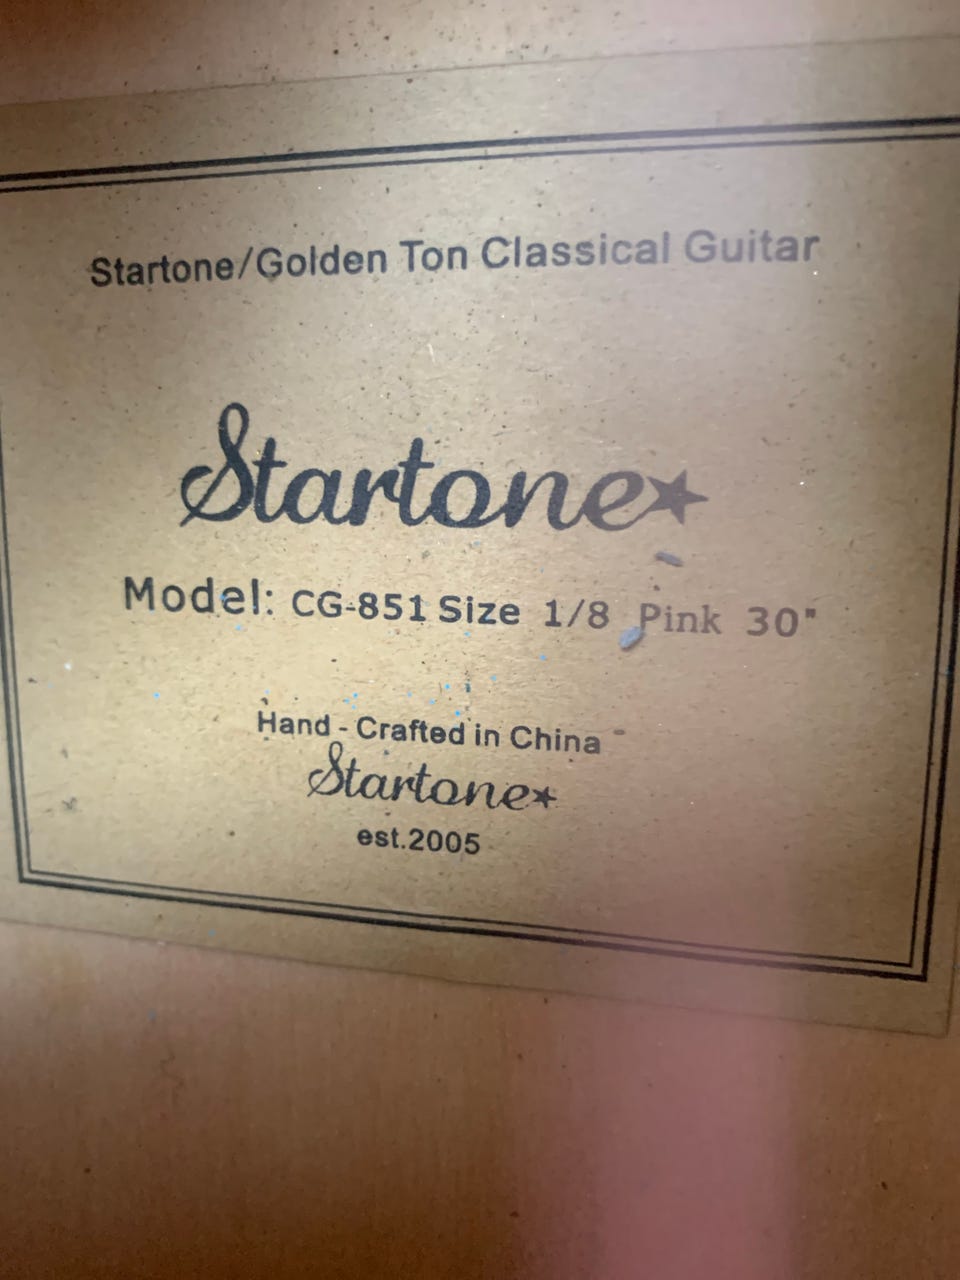 Startone/Golden Ton Classical Guitar
Startone
Model: CG-851 Size 1/8 Pink 30"
Hand - Crafted in China
Startone
est.2005